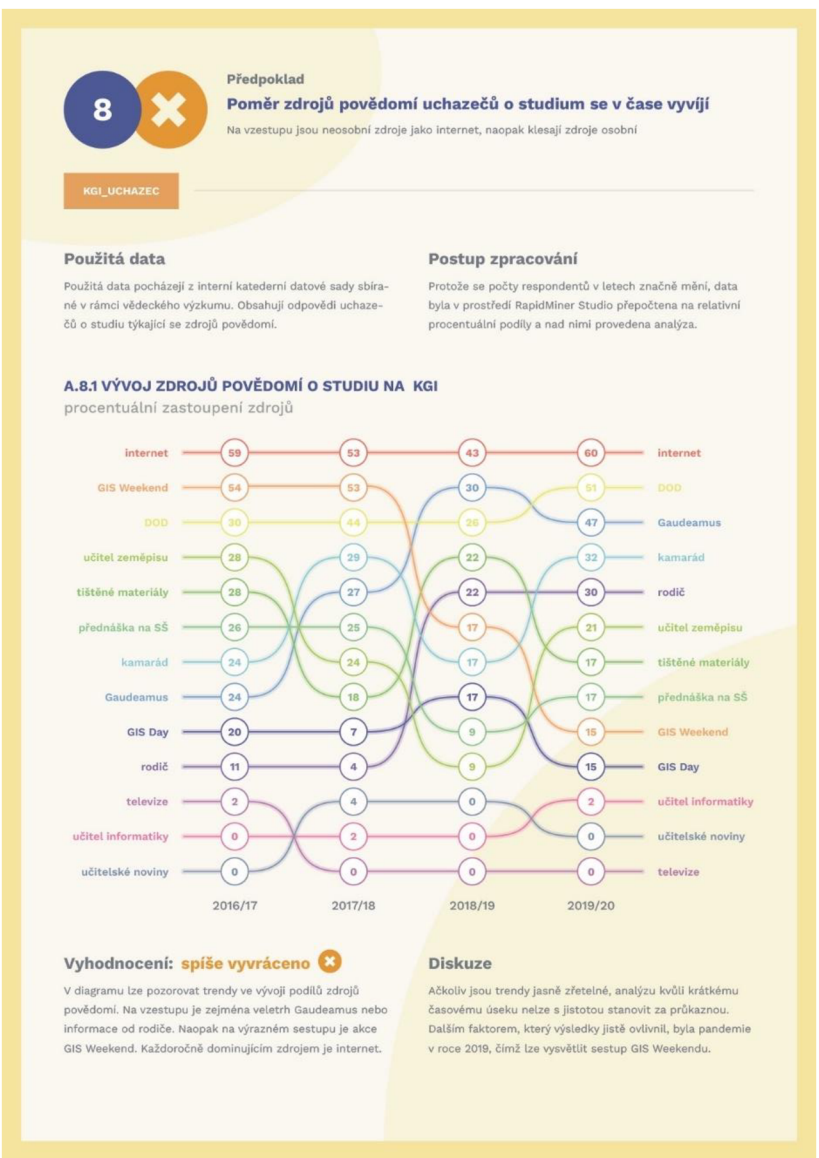 8
Předpoklad
Poměr zdrojů povědomí uchazečů o studium se v čase vyvíjí
Na vzestupu jsou neosobní zdroje jako internet, naopak klesají zdroje osobní
KGI_UCHAZEC
Použitá data
Použitá data pocházejí z interní katederní datové sady sbíra-
né v rámci vědeckého výzkumu. Obsahují odpovědi uchaze-
čů o studiu týkající se zdrojů povědomí.
Postup zpracování
Protože se počty respondentů v letech značně mění, data
byla v prostředí RapidMiner Studio přepočtena na relativní
procentuální podíly a nad nimi provedena analýza.
A.8.1 VÝVOJ ZDROJŮ POVĚDOMÍ O STUDIU NA KGI
procentuální zastoupení zdrojů
internet 59 53 43 60 internet
GIS Weekend 54 53 30 51 DOD
DOD 30 44 26 47 Gaudeamus
učitel zeměpisu 28 29 22 32 kamarád
tištěné materiály 28 27 22 30 rodič
přednáška na SŠ 26 25 17 21 učitel zeměpisu
kamarád 24 24 17 17 tištěné materiály
Gaudeamus 24 18 17 17 přednáška na SŠ
GIS Day 20 7 9 15 GIS Weekend
rodič 11 4 9 15 GIS Day
televize 2 4 0 2 učitel informatiky
učitel informatiky 0 2 0 0 učitelské noviny
učitelské noviny 0 0 0 0 televize
2016/17 2017/18 2018/19 2019/20
Vyhodnocení: spíše vyvráceno
V diagramu lze pozorovat trendy ve vývoji podílů zdrojů
povědomí. Na vzestupu je zejména veletrh Gaudeamus nebo
informace od rodiče. Naopak na výrazném sestupu je akce
GIS Weekend. Každoročně dominujícím zdrojem je internet.
Diskuze
Ačkoliv jsou trendy jasně zřetelné, analýzu kvůli krátkému
časovému úseku nelze s jistotou stanovit za průkaznou.
Dalším faktorem, který výsledky jistě ovlivnil, byla pandemie
v roce 2019, čímž lze vysvětlit sestup GIS Weekendu.